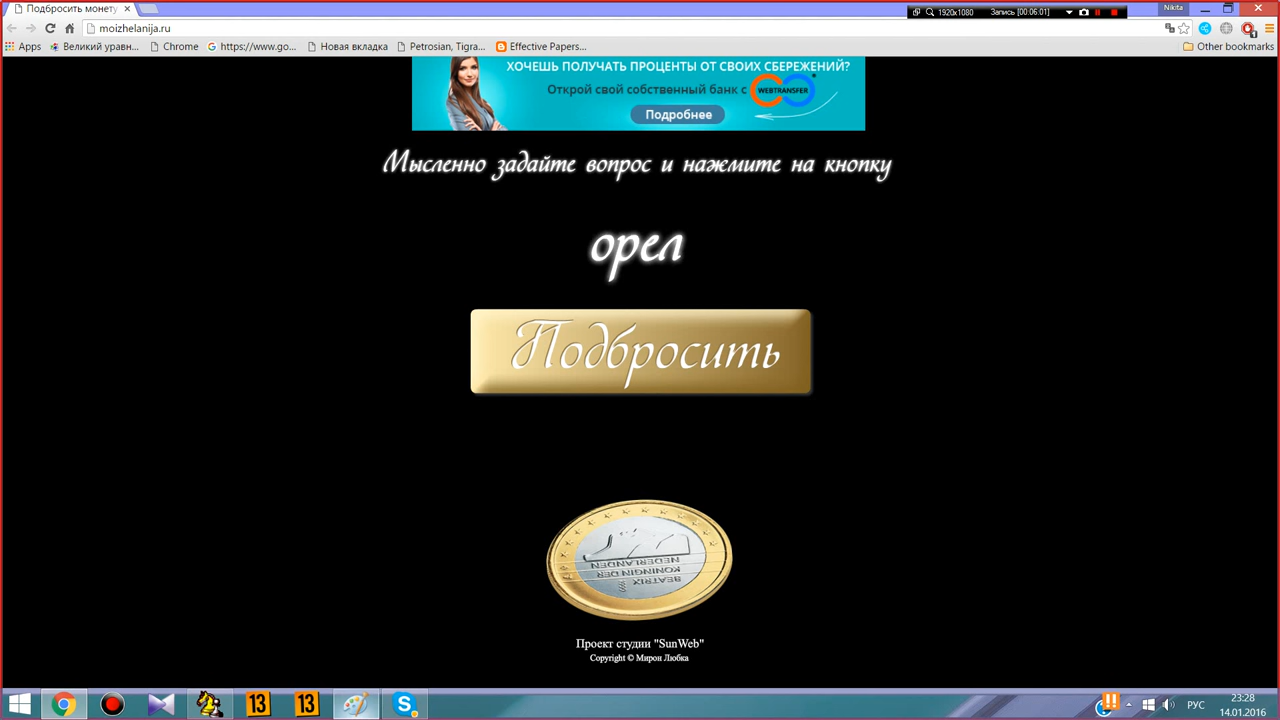 Подбросить монету
1920x1080
Запись [00:06:01]
Nikita
moizhelanija.ru
Apps
Великий уравн...
Chrome
https://www.go...
Новая вкладка
Petrosian, Tigra...
Effective Papers...
Other bookmarks
ХОЧЕШЬ ПОЛУЧАТЬ ПРОЦЕНТЫ ОТ СВОИХ СБЕРЕЖЕНИЙ?
Открой свой собственный банк с
WEBTRANSFER
Подробнее
Мысленно задайте вопрос и нажмите на кнопку
орел
Подбросить
BEATRIX
KONINGIN DER
NEDERLANDEN
Проект студии "SunWeb"
Copyright © Мирон Любка
13
13
РУС
23:28
14.01.2016